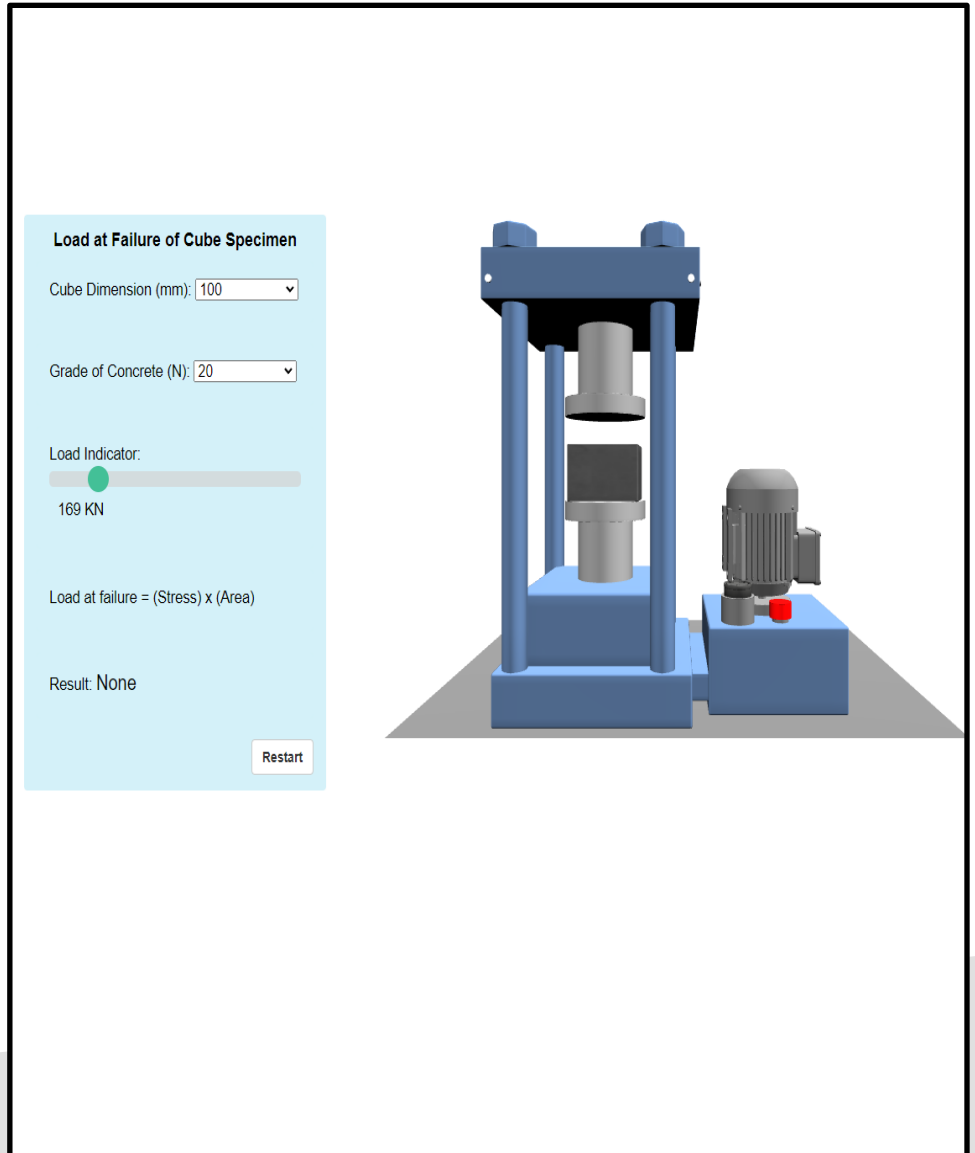 Load at Failure of Cube Specimen
Cube Dimension (mm): 100
Grade of Concrete (N): 20
Load Indicator:
169 KN
Load at failure = (Stress) x (Area)
Result: None
Restart